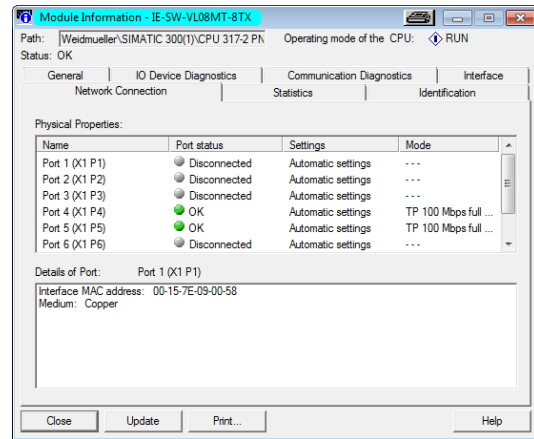 Module Information - IE-SW-VL08MT-8TX
Path: Weidmueller\SIMATIC 300(1)\CPU 317-2 PN Operating mode of the CPU: RUN
Status: OK
General IO Device Diagnostics Communication Diagnostics Interface
Network Connection Statistics Identification
Physical Properties:
Name Port status Settings Mode
Port 1 (X1 P1) Disconnected Automatic settings - - -
Port 2 (X1 P2) Disconnected Automatic settings - - -
Port 3 (X1 P3) Disconnected Automatic settings - - -
Port 4 (X1 P4) OK Automatic settings TP 100 Mbps full ...
Port 5 (X1 P5) OK Automatic settings TP 100 Mbps full ...
Port 6 (X1 P6) Disconnected Automatic settings - - -
Details of Port: Port 1 (X1 P1)
Interface MAC address: 00-15-7E-09-00-58
Medium: Copper
Close Update Print... Help